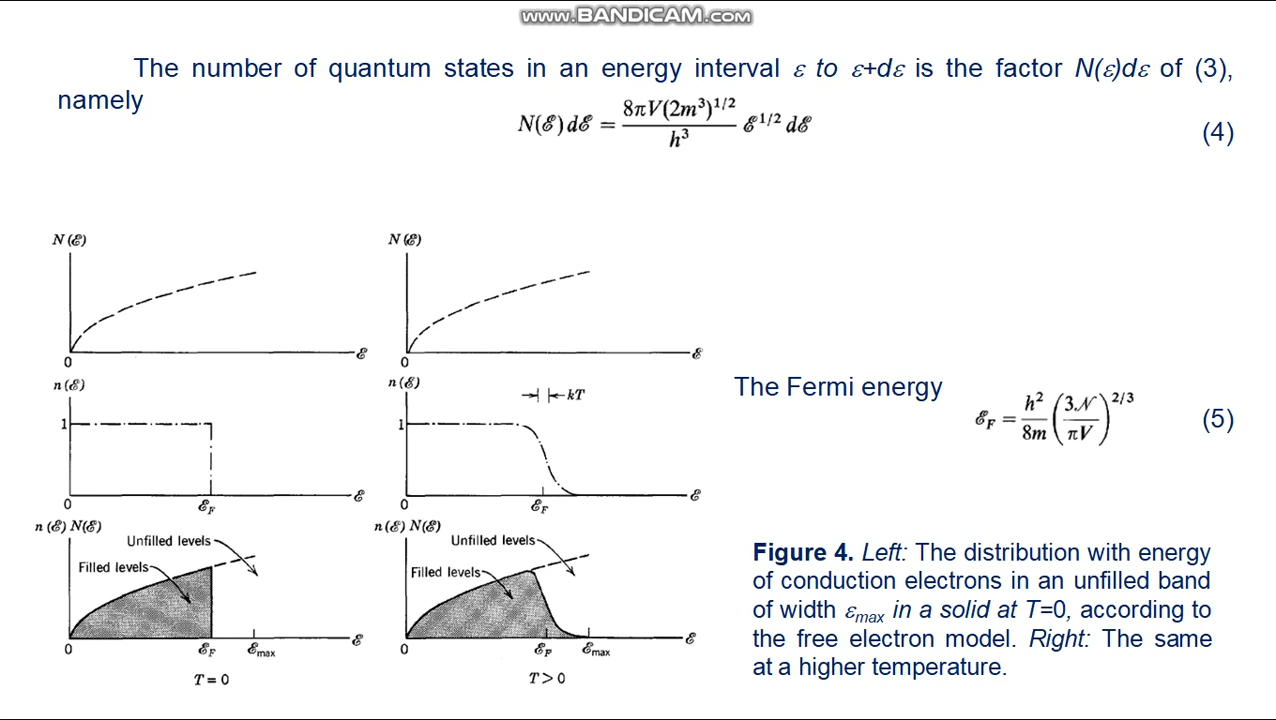 www.BANDICAM.com
The number of quantum states in an energy interval ε to ε+dε is the factor N(ε)dε of (3),
namely
N(ℰ)dℰ = 8πV(2m³)^1/2 / h³ ℰ^1/2 dℰ
(4)
N(ℰ)
0
ℰ
N(ℰ)
0
ℰ
n(ℰ)
1
0
ℰF
ℰ
n(ℰ)
kT
1
0
ℰF
ℰ
The Fermi energy
ℰF = h²/8m (3𝒩/πV)^2/3
(5)
n(ℰ) N(ℰ)
Unfilled levels
Filled levels
0
ℰF
ℰmax
ℰ
T = 0
n(ℰ) N(ℰ)
Unfilled levels
Filled levels
0
ℰF
ℰmax
ℰ
T > 0
Figure 4. Left: The distribution with energy
of conduction electrons in an unfilled band
of width εmax in a solid at T=0, according to
the free electron model. Right: The same
at a higher temperature.